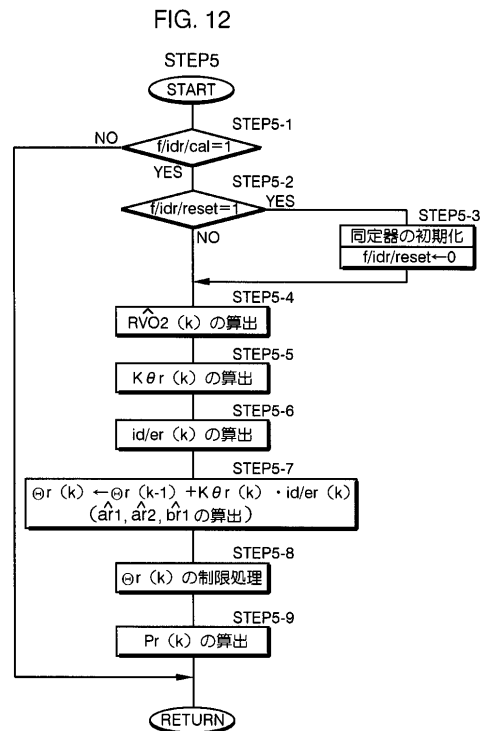 FIG. 12
STEP5
START
STEP5-1
f/idr/cal=1
NO
YES
STEP5-2
f/idr/reset=1
YES
NO
STEP5-3
同定器の初期化
f/idr/reset←0
STEP5-4
RV̂O2 (k) の算出
STEP5-5
Kθr (k) の算出
STEP5-6
id/er (k) の算出
STEP5-7
Θr (k) ←Θr (k-1) +Kθr (k) ・id/er (k)
(âr1, âr2, b̂r1の算出)
STEP5-8
Θr (k) の制限処理
STEP5-9
Pr (k) の算出
RETURN